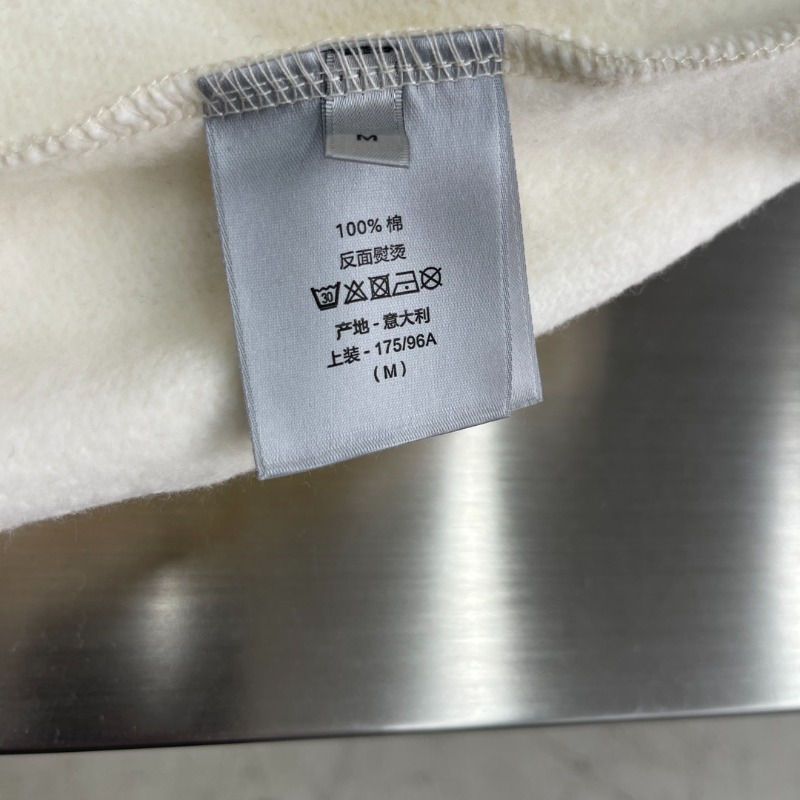 M
100% 棉
反面熨烫
30
产地 - 意大利
上装 - 175/96A
(M)